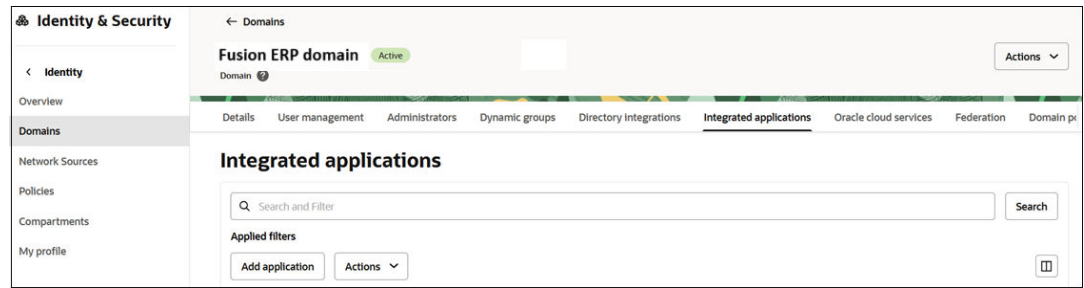 Identity & Security
← Domains
Fusion ERP domain Active
Domain ?
Actions
< Identity
Overview
Domains
Network Sources
Policies
Compartments
My profile
Details User management Administrators Dynamic groups Directory integrations Integrated applications Oracle cloud services Federation Domain po
Integrated applications
Search and Filter Search
Applied filters
Add application Actions